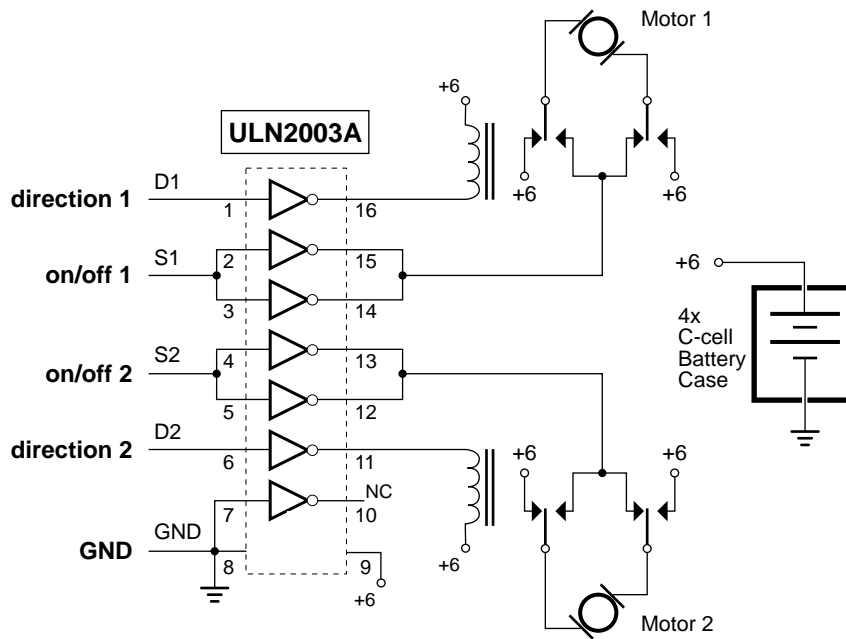 Motor 1
+6
ULN2003A
+6
+6
direction 1
D1
1
16
on/off 1
S1
2
15
3
14
+6
4x
C-cell
Battery
Case
on/off 2
S2
4
13
5
12
direction 2
D2
6
11
+6
+6
NC
7
10
GND
GND
8
9
+6
+6
Motor 2